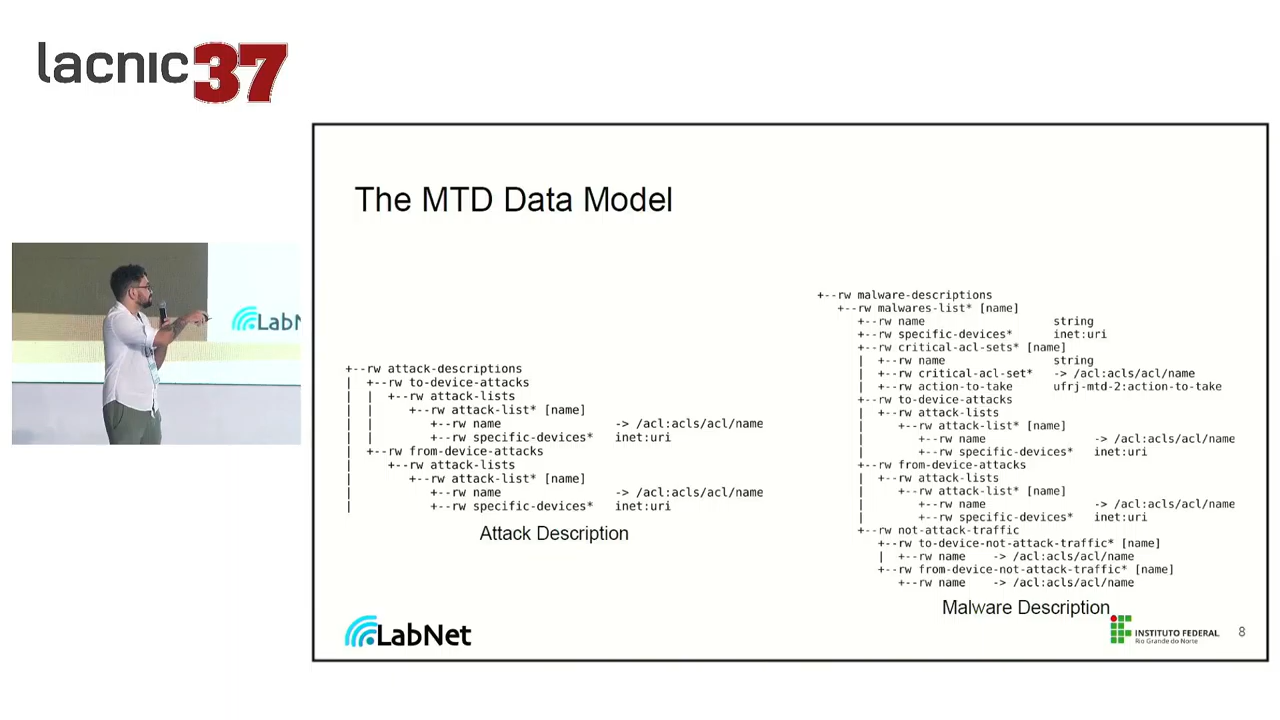 lacnic37
The MTD Data Model
LabN
+--rw attack-descriptions
|  +--rw to-device-attacks
|  |  +--rw attack-lists
|  |     +--rw attack-list* [name]
|  |        +--rw name              -> /acl:acls/acl/name
|  |        +--rw specific-devices*   inet:uri
|  +--rw from-device-attacks
|     +--rw attack-lists
|        +--rw attack-list* [name]
|           +--rw name              -> /acl:acls/acl/name
|           +--rw specific-devices*   inet:uri
Attack Description
+--rw malware-descriptions
   +--rw malwares-list* [name]
      +--rw name                   string
      +--rw specific-devices*      inet:uri
      +--rw critical-acl-sets* [name]
      |  +--rw name                string
      |  +--rw critical-acl-set*   -> /acl:acls/acl/name
      |  +--rw action-to-take      ufrj-mtd-2:action-to-take
      +--rw to-device-attacks
      |  +--rw attack-lists
      |     +--rw attack-list* [name]
      |        +--rw name                -> /acl:acls/acl/name
      |        +--rw specific-devices*   inet:uri
      +--rw from-device-attacks
      |  +--rw attack-lists
      |     +--rw attack-list* [name]
      |        +--rw name                -> /acl:acls/acl/name
      |        +--rw specific-devices*   inet:uri
      +--rw not-attack-traffic
         +--rw to-device-not-attack-traffic* [name]
         |  +--rw name    -> /acl:acls/acl/name
         +--rw from-device-not-attack-traffic* [name]
            +--rw name    -> /acl:acls/acl/name
Malware Description
LabNet
INSTITUTO FEDERAL
Rio Grande do Norte
8